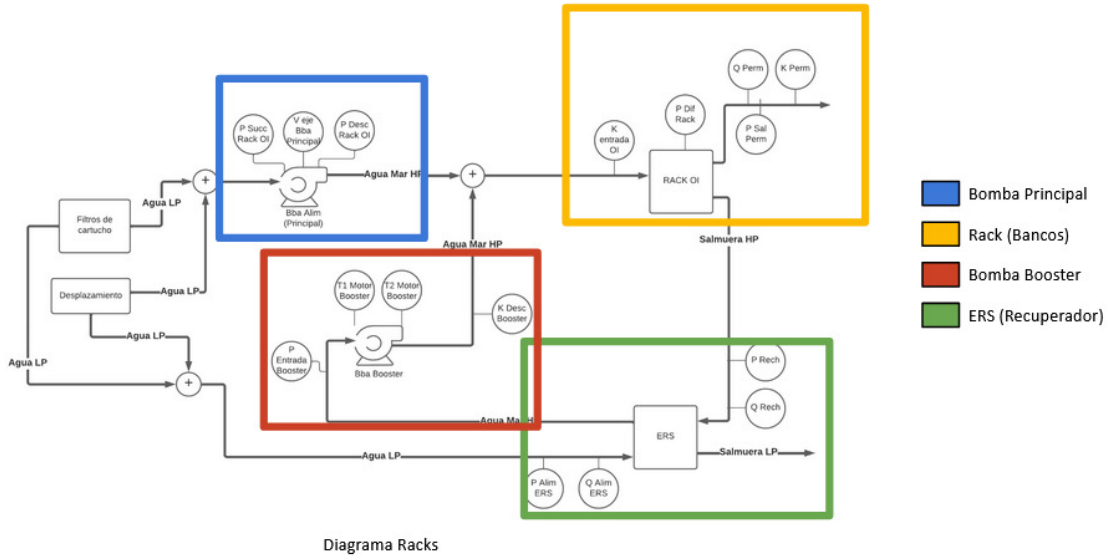 Q Perm
K Perm
P Dif
Rack
P Sal
Perm
K
entrada
OI
RACK OI
P Succ
Rack OI
V eje
Bba
Principal
P Desc
Rack OI
Bba Alim
(Principal)
Agua Mar HP
Agua LP
Filtros de
cartucho
Desplazamiento
Agua LP
Agua LP
Agua LP
Agua Mar HP
Salmuera HP
T1 Motor
Booster
T2 Motor
Booster
K Desc
Booster
P
Entrada
Booster
Bba Booster
P Rech
Q Rech
Agua Mar
ERS
Salmuera LP
Agua LP
P Alim
ERS
Q Alim
ERS
Bomba Principal
Rack (Bancos)
Bomba Booster
ERS (Recuperador)
Diagrama Racks